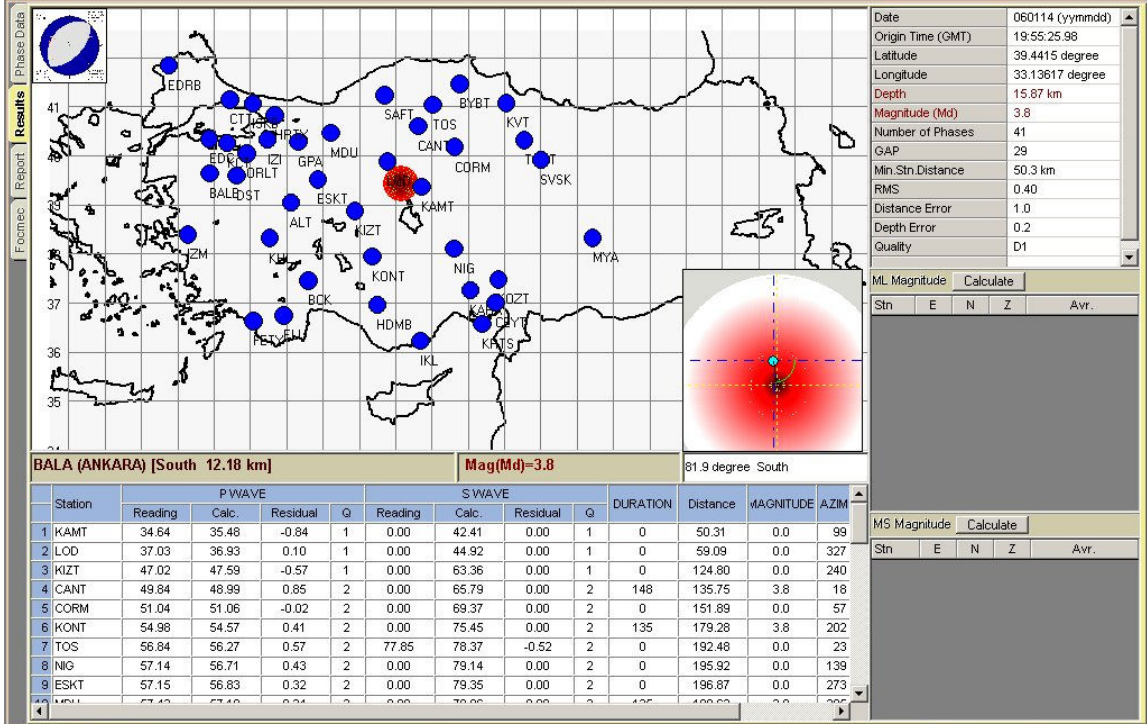 Phase Data
Results
Report
Focmec
41
40
39
38
37
36
35
34
EDRB
CTT
ISKB
HRTX
EDC
IZI
GPA
MDU
ORLT
BALB
DST
ESKT
ALT
KIZT
IZM
KONT
BCK
HDMB
FETY
ELL
IKL
SAFT
TOS
BYBT
KVT
CANT
CORM
SVSK
KAMT
NIG
MYA
KOZT
CEYT
KHTS
Date 060114 (yymmdd)
Origin Time (GMT) 19:55:25.98
Latitude 39.4415 degree
Longitude 33.13617 degree
Depth 15.87 km
Magnitude (Md) 3.8
Number of Phases 41
GAP 29
Min.Stn.Distance 50.3 km
RMS 0.40
Distance Error 1.0
Depth Error 0.2
Quality D1
ML Magnitude Calculate
Stn E N Z Avr.
BALA (ANKARA) [South 12.18 km] Mag(Md)=3.8 81.9 degree South
Station P WAVE S WAVE DURATION Distance MAGNITUDE AZIM
Reading Calc. Residual Q Reading Calc. Residual Q
1 KAMT 34.64 35.48 -0.84 1 0.00 42.41 0.00 1 0 50.31 0.0 99
2 LOD 37.03 36.93 0.10 1 0.00 44.92 0.00 1 0 59.09 0.0 327
3 KIZT 47.02 47.59 -0.57 1 0.00 63.36 0.00 1 0 124.80 0.0 240
4 CANT 49.84 48.99 0.85 2 0.00 65.79 0.00 2 148 135.75 3.8 18
5 CORM 51.04 51.06 -0.02 2 0.00 69.37 0.00 2 0 151.89 0.0 57
6 KONT 54.98 54.57 0.41 2 0.00 75.45 0.00 2 135 179.28 3.8 202
7 TOS 56.84 56.27 0.57 2 77.85 78.37 -0.52 2 0 192.48 0.0 23
8 NIG 57.14 56.71 0.43 2 0.00 79.14 0.00 2 0 195.92 0.0 139
9 ESKT 57.15 56.83 0.32 2 0.00 79.35 0.00 2 0 196.87 0.0 273
MS Magnitude Calculate
Stn E N Z Avr.